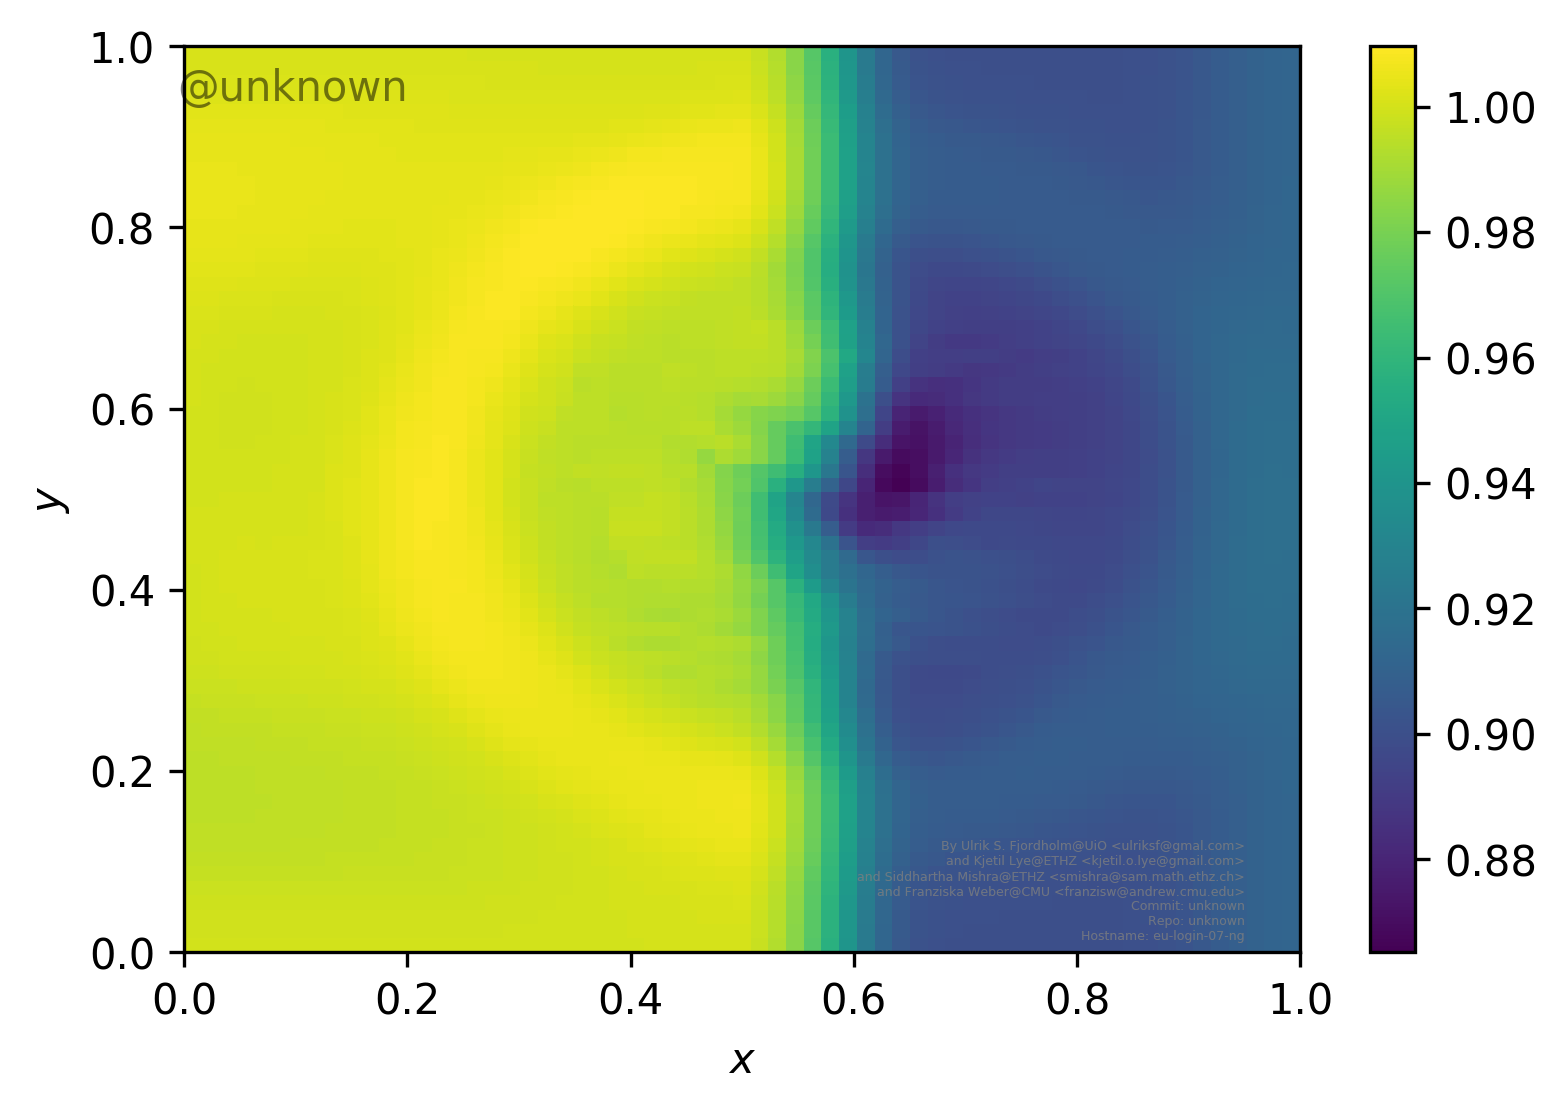 @unknown
1.0
0.8
0.6
0.4
0.2
0.0
y
0.0 0.2 0.4 0.6 0.8 1.0
x
1.00
0.98
0.96
0.94
0.92
0.90
0.88
By Ulrik S. Fjordholm@UiO <ulriksf@gmal.com>
and Kjetil Lye@ETHZ <kjetil.o.lye@gmail.com>
and Siddhartha Mishra@ETHZ <smishra@sam.math.ethz.ch>
and Franziska Weber@CMU <franzisw@andrew.cmu.edu>
Commit: unknown
Repo: unknown
Hostname: eu-login-07-ng